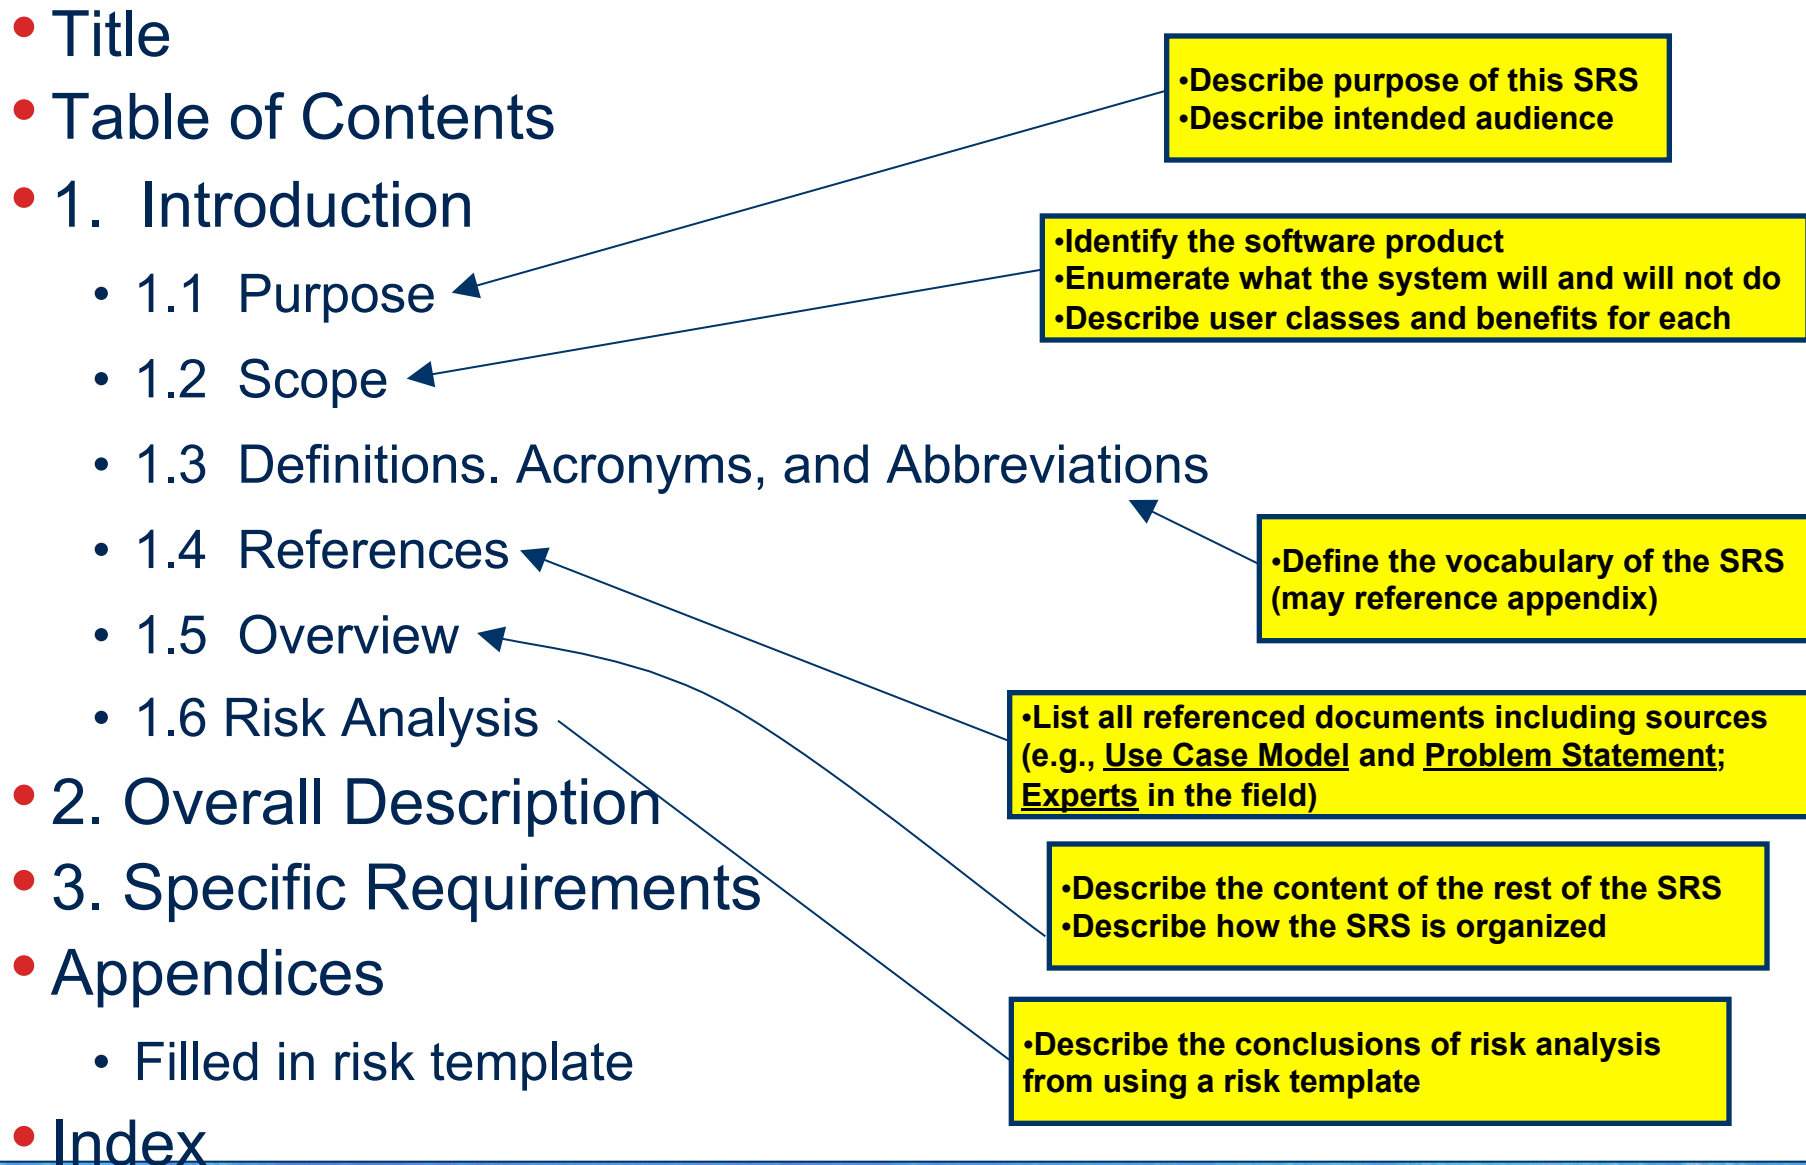 • Title
• Table of Contents
• 1. Introduction
• 1.1 Purpose
• 1.2 Scope
• 1.3 Definitions. Acronyms, and Abbreviations
• 1.4 References
• 1.5 Overview
• 1.6 Risk Analysis
• 2. Overall Description
• 3. Specific Requirements
• Appendices
• Filled in risk template
• Index
•Describe purpose of this SRS
•Describe intended audience
•Identify the software product
•Enumerate what the system will and will not do
•Describe user classes and benefits for each
•Define the vocabulary of the SRS
(may reference appendix)
•List all referenced documents including sources
(e.g., Use Case Model and Problem Statement;
Experts in the field)
•Describe the content of the rest of the SRS
•Describe how the SRS is organized
•Describe the conclusions of risk analysis
from using a risk template